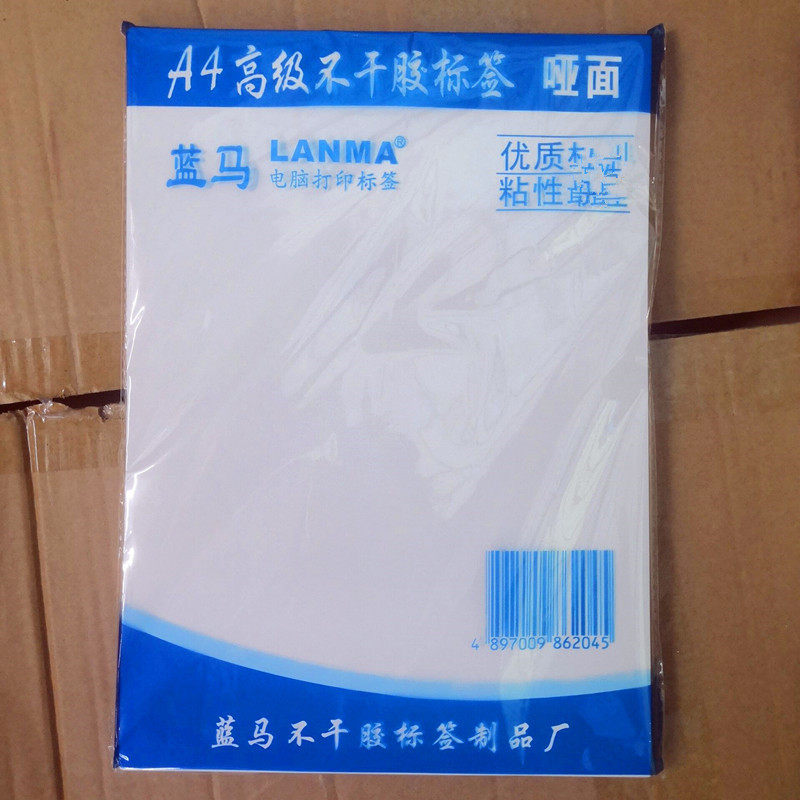 A4高级不干胶标签 哑面
蓝马 LANMA®
电脑打印标签
优质
粘性
4 897009 862045
蓝马不干胶标签制品厂